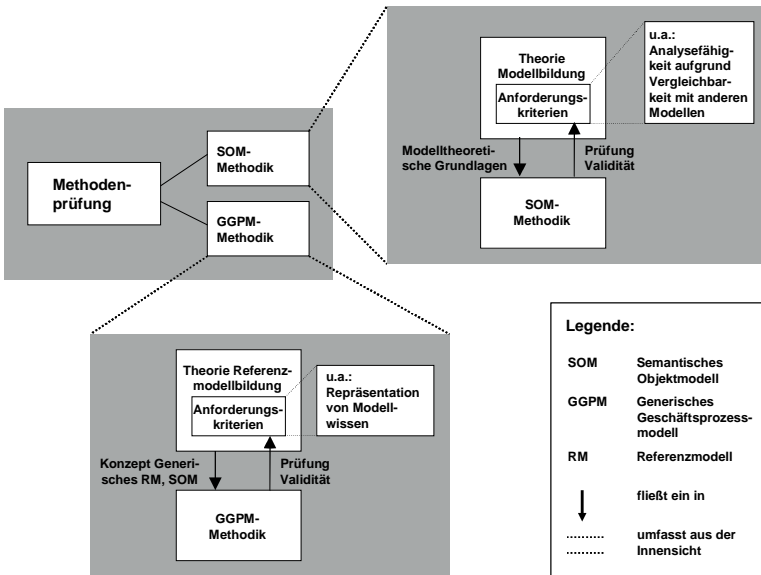 Methoden-
prüfung
SOM-
Methodik
GGPM-
Methodik
Theorie
Modellbildung
Anforderungs-
kriterien
u.a.:
Analysefähig-
keit aufgrund
Vergleichbar-
keit mit anderen
Modellen
Modelltheoreti-
sche Grundlagen
Prüfung
Validität
SOM-
Methodik
Theorie Referenz-
modellbildung
Anforderungs-
kriterien
u.a.:
Repräsentation
von Modell-
wissen
Konzept Generi-
sches RM, SOM
Prüfung
Validität
GGPM-
Methodik
Legende:
SOM Semantisches
Objektmodell
GGPM Generisches
Geschäftsprozess-
modell
RM Referenzmodell
fließt ein in
umfasst aus der
Innensicht